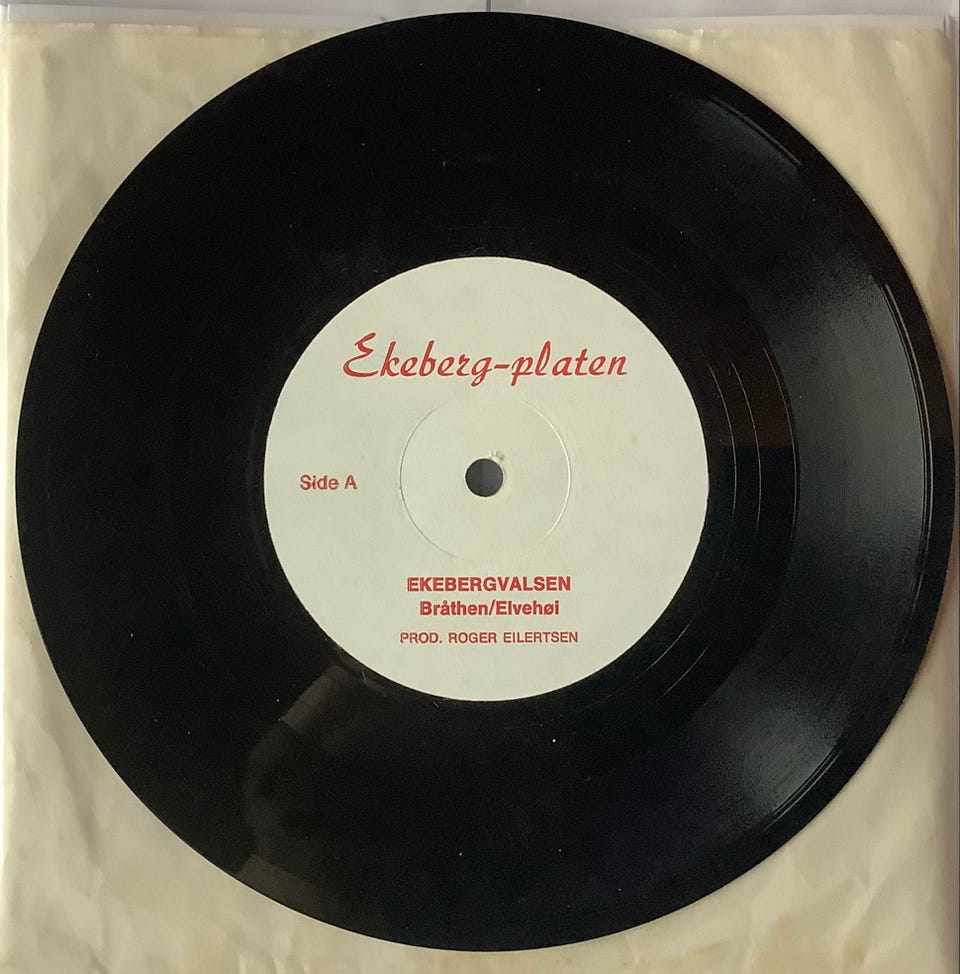 Ekeberg-platen
Side A
EKEBERGVALSEN
Bråthen/Elvehøi
PROD. ROGER EILERTSEN